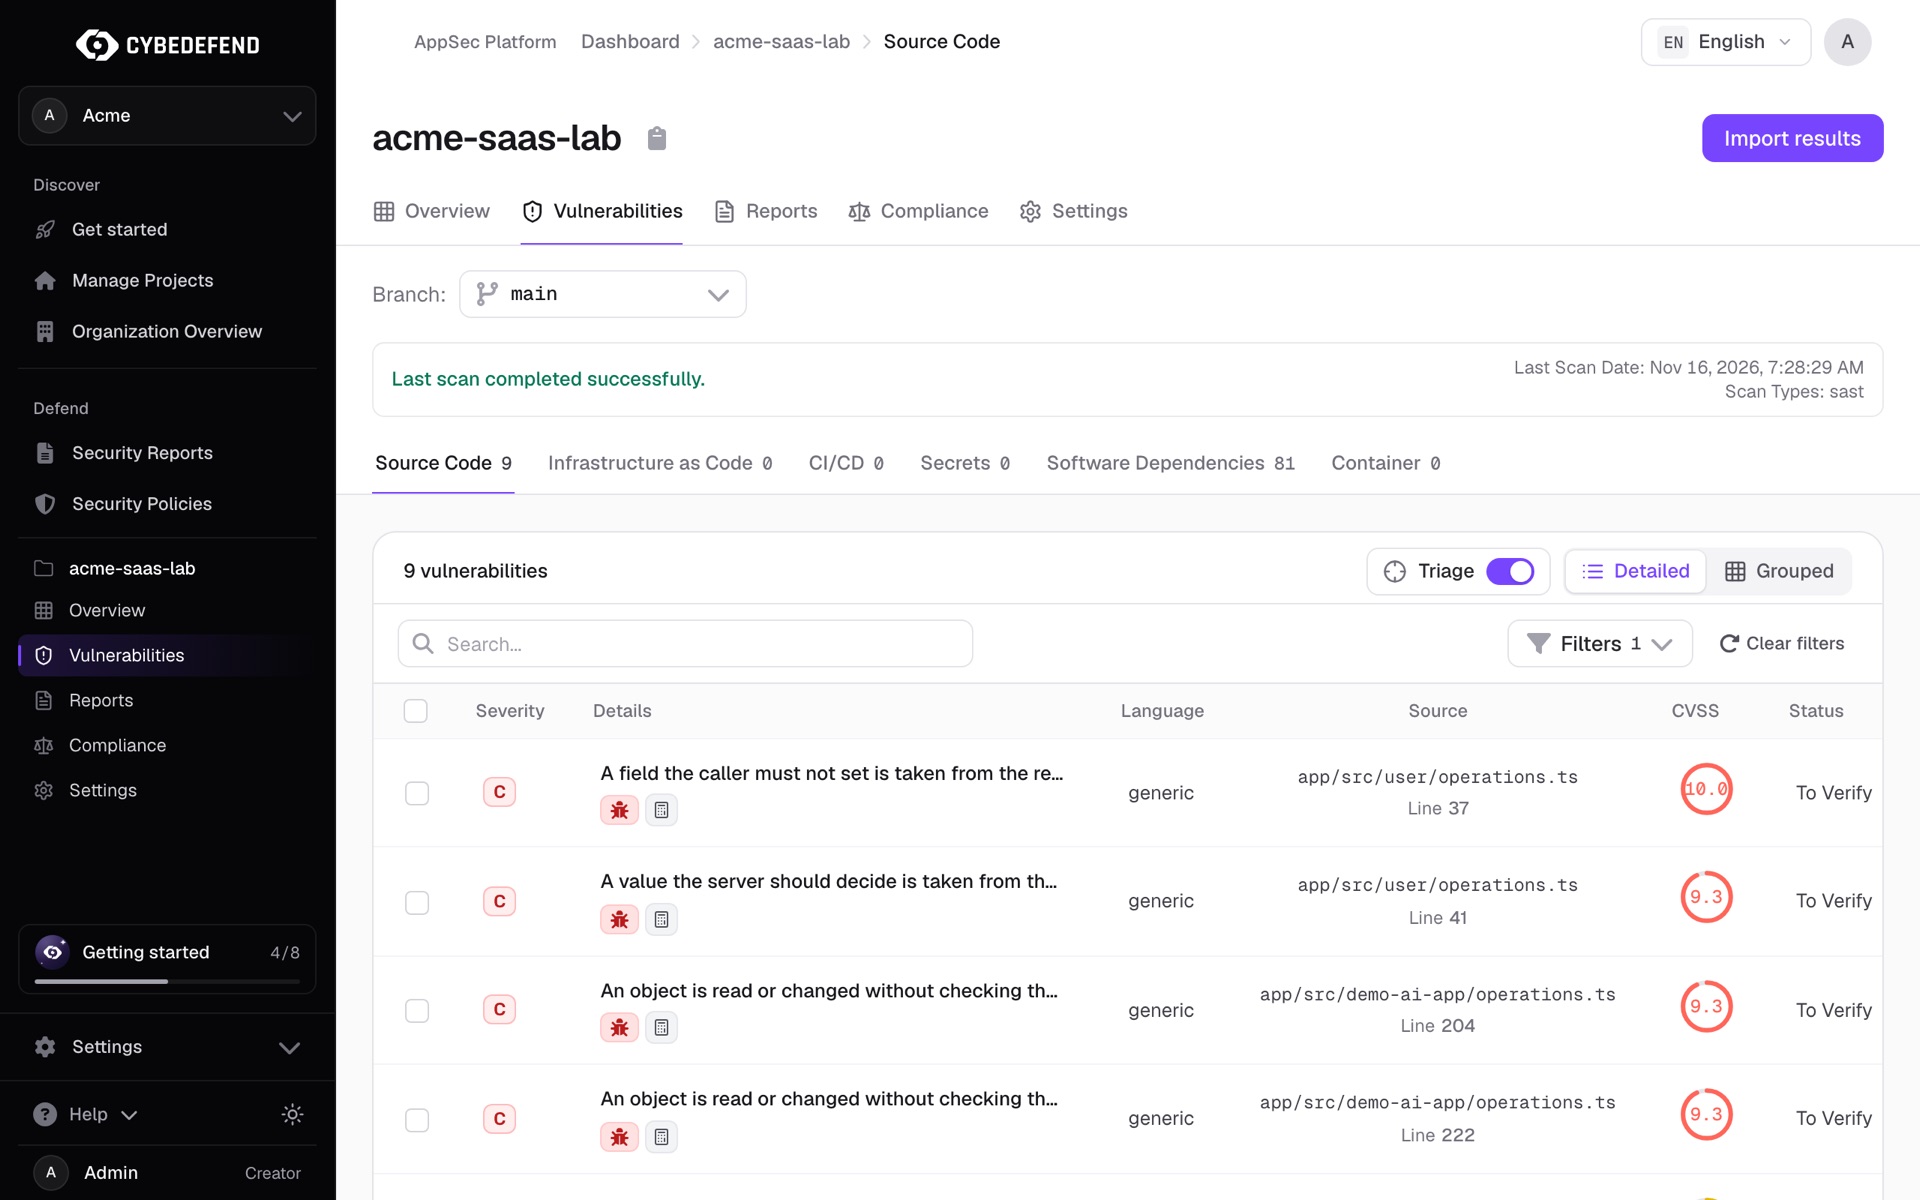 CYBEDEFEND
A Acme
Discover
Get started
Manage Projects
Organization Overview
Defend
Security Reports
Security Policies
acme-saas-lab
Overview
Vulnerabilities
Reports
Compliance
Settings
Getting started 4/8
Settings
? Help
A Admin Creator
AppSec Platform Dashboard acme-saas-lab Source Code
EN English
A
acme-saas-lab
Import results
Overview Vulnerabilities Reports Compliance Settings
Branch: main
Last scan completed successfully.
Last Scan Date: Nov 16, 2026, 7:28:29 AM
Scan Types: sast
Source Code 9 Infrastructure as Code 0 CI/CD 0 Secrets 0 Software Dependencies 81 Container 0
9 vulnerabilities
Triage Detailed Grouped
Search...
Filters 1 Clear filters
Severity Details Language Source CVSS Status
C A field the caller must not set is taken from the re... generic app/src/user/operations.ts 10.0 To Verify
Line 37
C A value the server should decide is taken from th... generic app/src/user/operations.ts 9.3 To Verify
Line 41
C An object is read or changed without checking th... generic app/src/demo-ai-app/operations.ts 9.3 To Verify
Line 204
C An object is read or changed without checking th... generic app/src/demo-ai-app/operations.ts 9.3 To Verify
Line 222